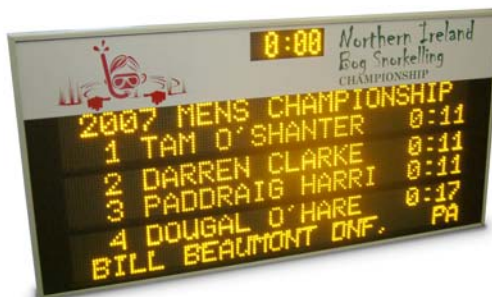 0:00
Northern Ireland
Bog Snorkelling
CHAMPIONSHIP
2007 MENS CHAMPIONSHIP
1 TAM O'SHANTER 0:11
2 DARREN CLARKE 0:11
3 PADDRAIG HARRI 0:11
4 DOUGAL O'HARE 0:17
BILL BEAUMONT DNF. PA